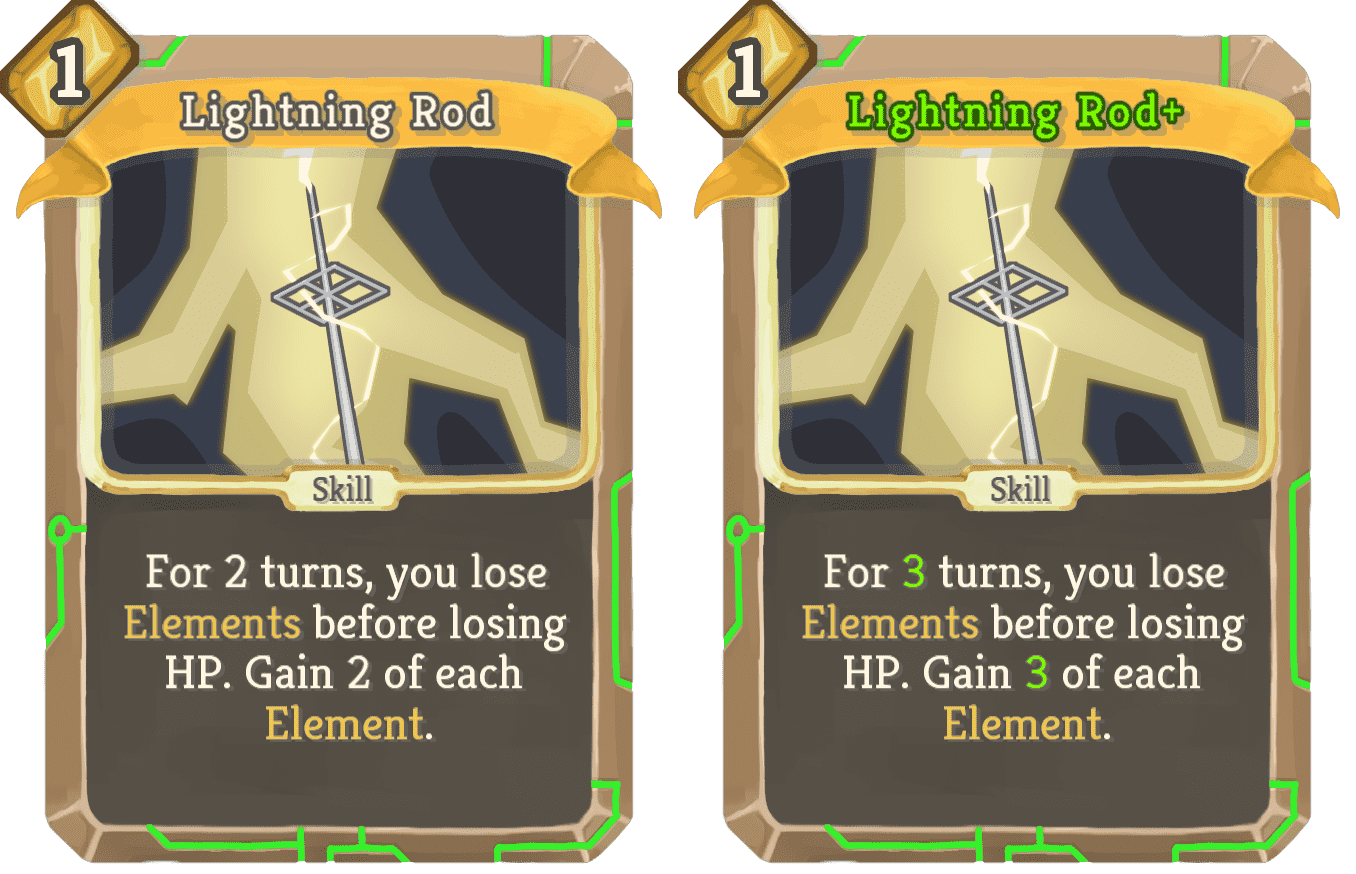 1
Lightning Rod
Skill
For 2 turns, you lose
Elements before losing
HP. Gain 2 of each
Element.
1
Lightning Rod+
Skill
For 3 turns, you lose
Elements before losing
HP. Gain 3 of each
Element.